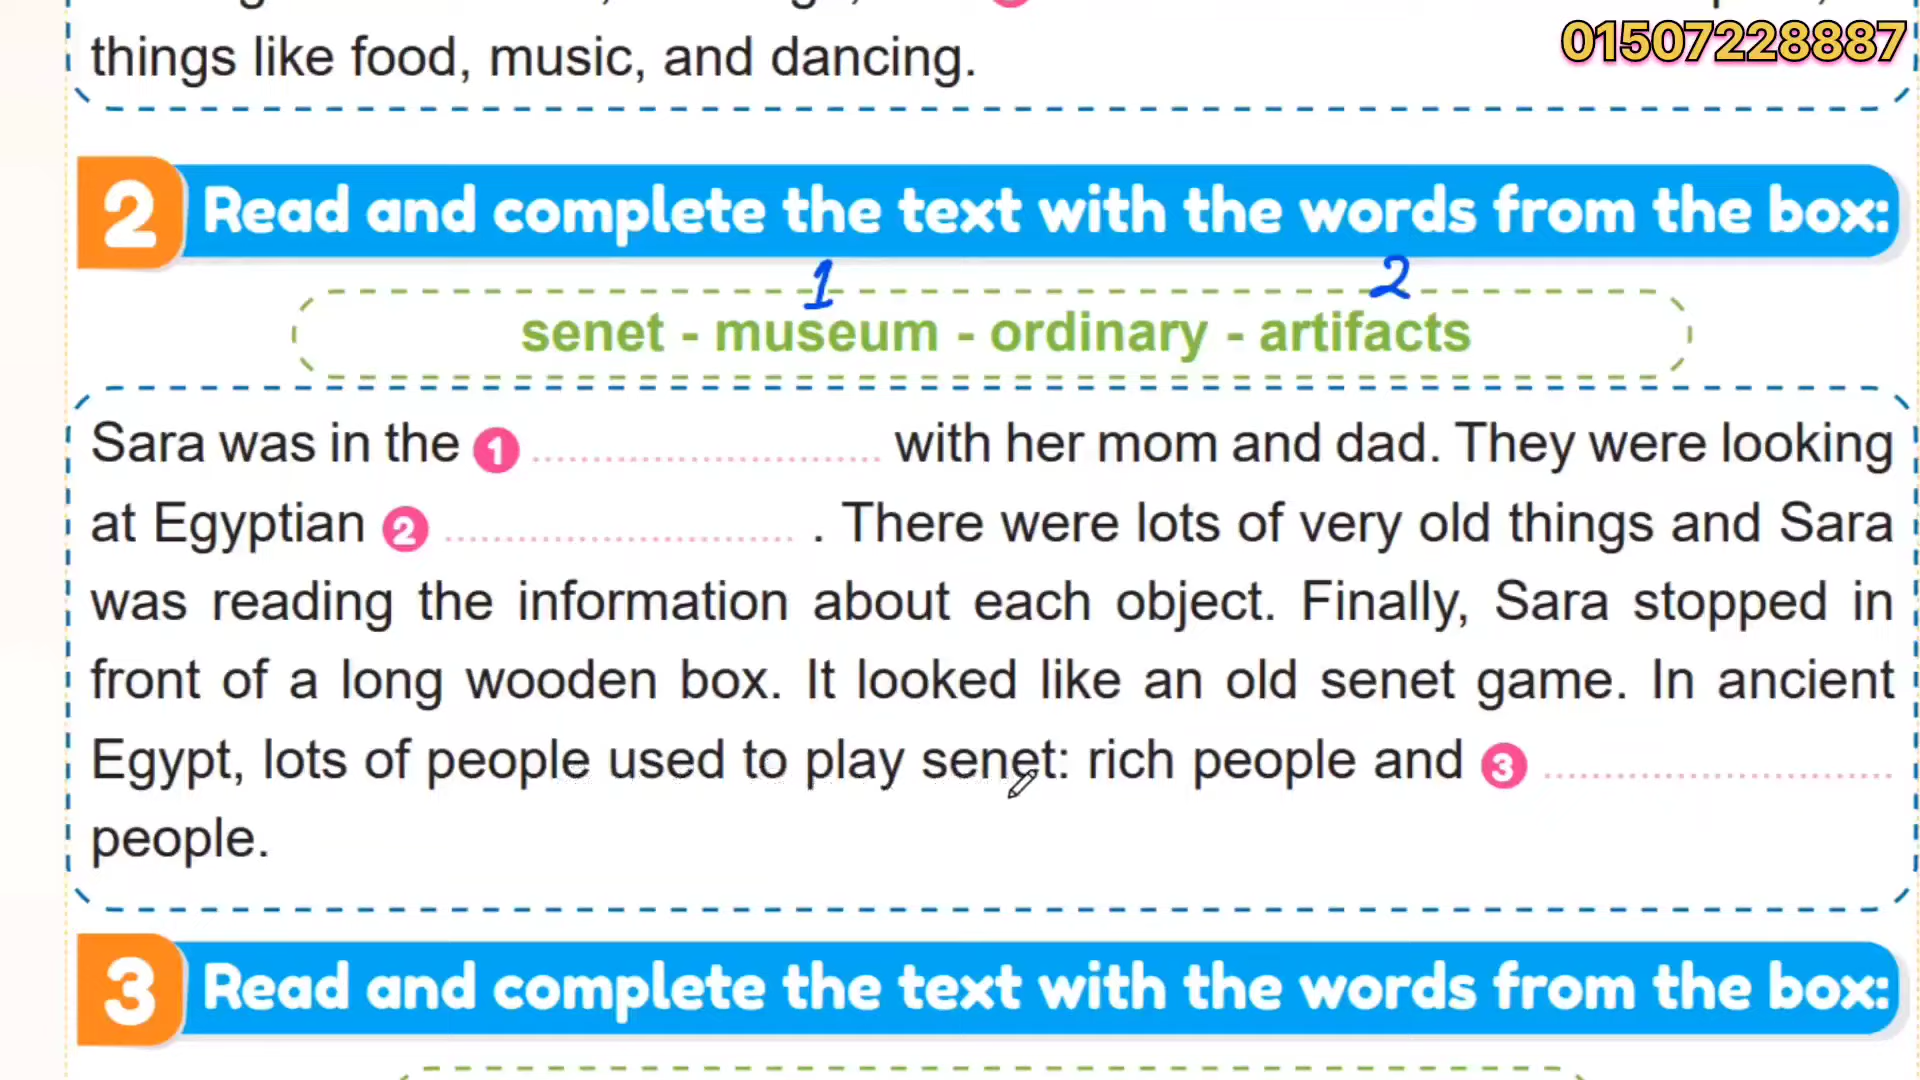 01507228887
things like food, music, and dancing.
2 Read and complete the text with the words from the box:
1 2
senet - museum - ordinary - artifacts
Sara was in the 1 .......................... with her mom and dad. They were looking
at Egyptian 2 .......................... . There were lots of very old things and Sara
was reading the information about each object. Finally, Sara stopped in
front of a long wooden box. It looked like an old senet game. In ancient
Egypt, lots of people used to play senet: rich people and 3 ..........................
people.
3 Read and complete the text with the words from the box: